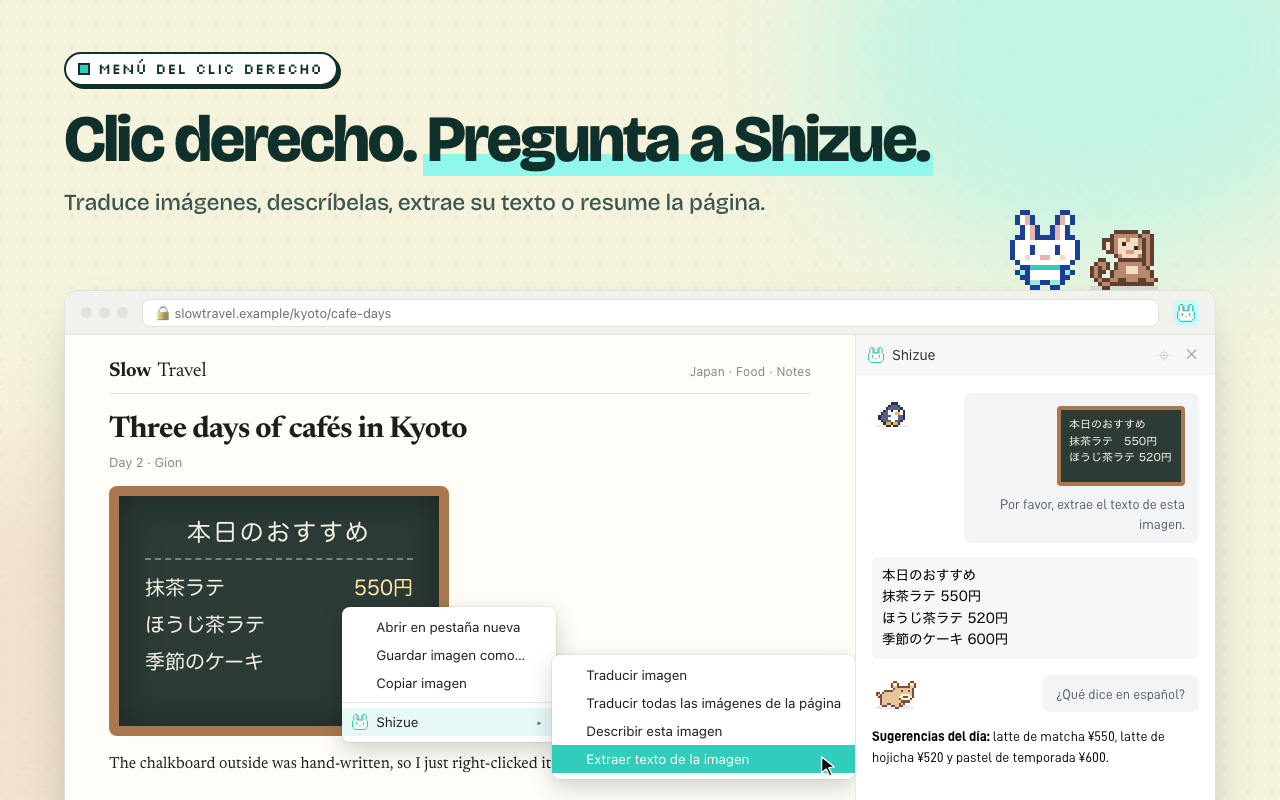 MENÚ DEL CLIC DERECHO
Clic derecho. Pregunta a Shizue.
Traduce imágenes, descríbelas, extrae su texto o resume la página.
slowtravel.example/kyoto/cafe-days
Slow Travel
Japan · Food · Notes
Three days of cafés in Kyoto
Day 2 · Gion
本日のおすすめ
抹茶ラテ 550円
ほうじ茶ラテ
季節のケーキ
Abrir en pestaña nueva
Guardar imagen como...
Copiar imagen
Shizue
Traducir imagen
Traducir todas las imágenes de la página
Describir esta imagen
Extraer texto de la imagen
The chalkboard outside was hand-written, so I just right-clicked it
Shizue
本日のおすすめ
抹茶ラテ 550円
ほうじ茶ラテ 520円
Por favor, extrae el texto de esta
imagen.
本日のおすすめ
抹茶ラテ 550円
ほうじ茶ラテ 520円
季節のケーキ 600円
¿Qué dice en español?
Sugerencias del día: latte de matcha ¥550, latte de
hojicha ¥520 y pastel de temporada ¥600.